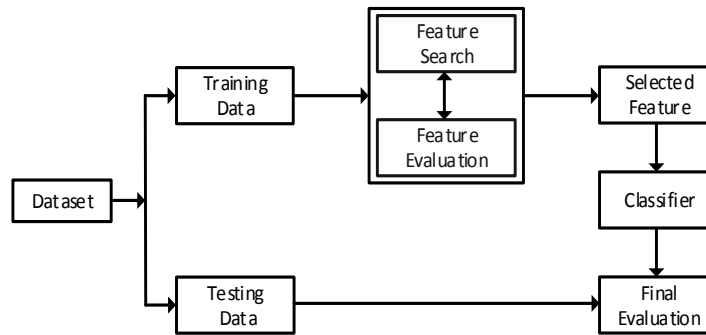 Feature
Search
Training
Data
Feature
Evaluation
Selected
Feature
Dataset
Classifier
Testing
Data
Final
Evaluation